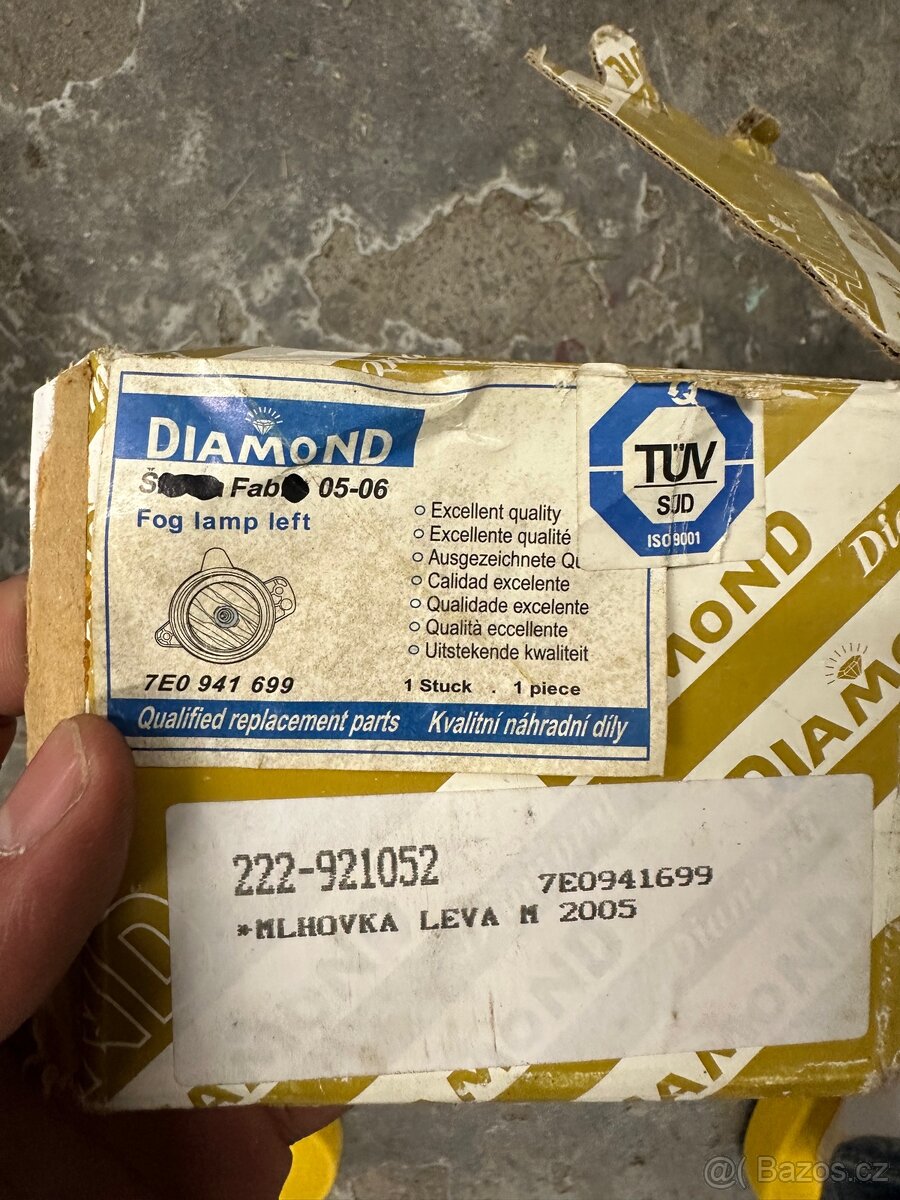 DIAMOND
05-06
Fog lamp left
Excellent quality
Excellente qualité
Ausgezeichnete
Calidad excelente
Qualidade excelente
Qualità eccellente
Uitstekende kwaliteit
7E0 941 699
1 Stuck . 1 piece
Qualified replacement parts Kvalitní náhradní díly
TÜV
SÜD
ISO 9001
222-921052
7E0941699
*MLHOVKA LEVA M 2005
DIAMOND
Bazos.cz